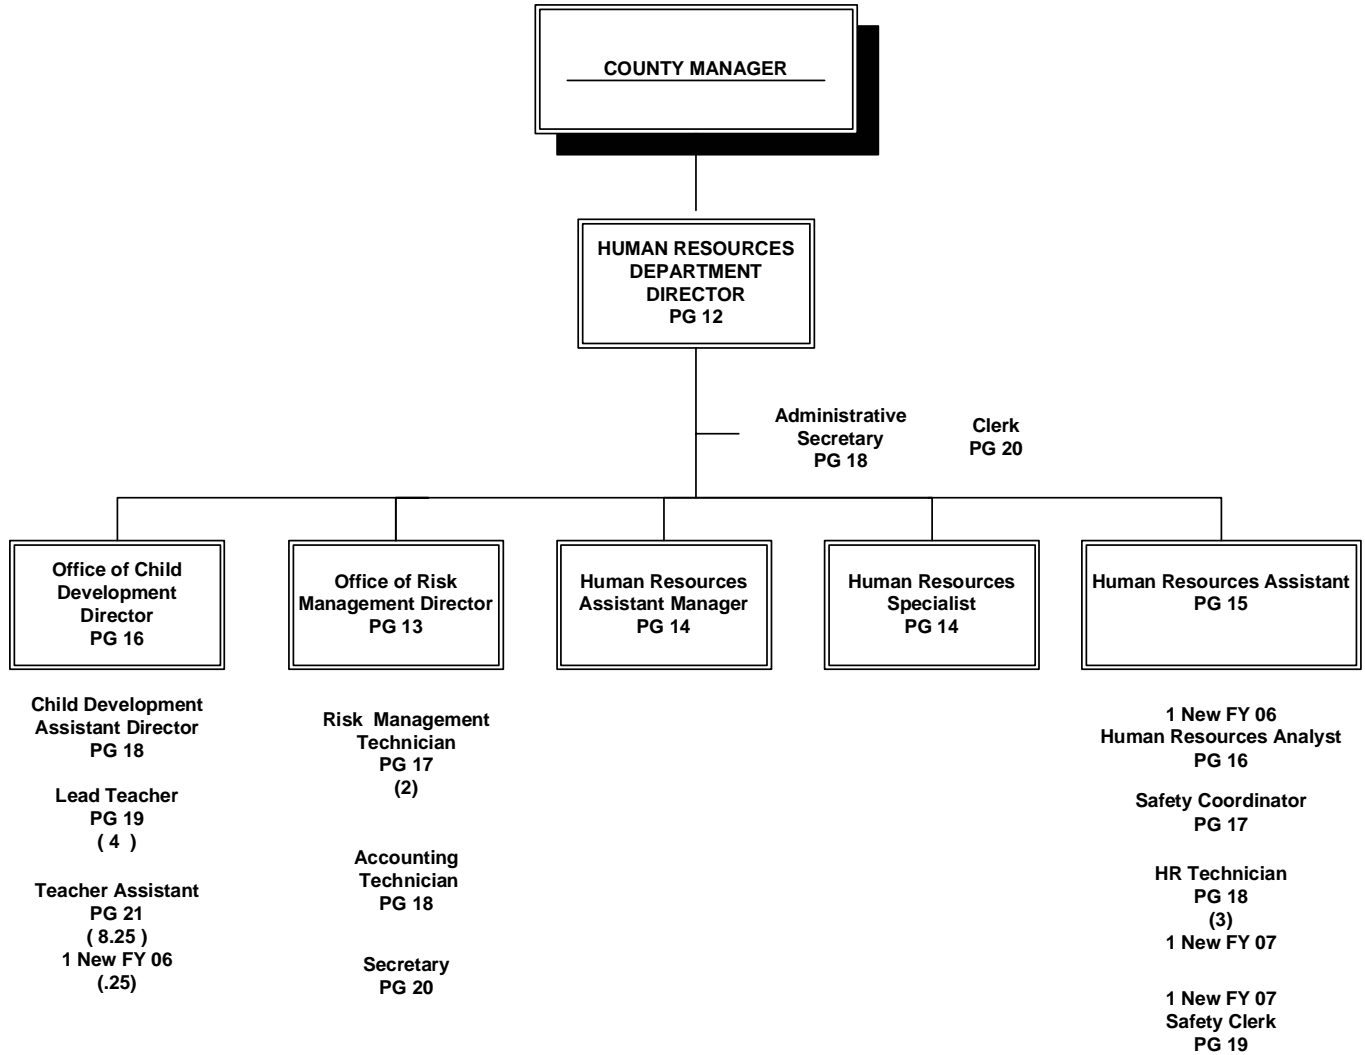 COUNTY MANAGER
HUMAN RESOURCES
DEPARTMENT
DIRECTOR
PG 12
Administrative
Secretary
PG 18
Clerk
PG 20
Office of Child
Development
Director
PG 16
Office of Risk
Management Director
PG 13
Human Resources
Assistant Manager
PG 14
Human Resources
Specialist
PG 14
Human Resources Assistant
PG 15
Child Development
Assistant Director
PG 18
Lead Teacher
PG 19
( 4 )
Teacher Assistant
PG 21
( 8.25 )
1 New FY 06
(.25)
Risk Management
Technician
PG 17
(2)
Accounting
Technician
PG 18
Secretary
PG 20
1 New FY 06
Human Resources Analyst
PG 16
Safety Coordinator
PG 17
HR Technician
PG 18
(3)
1 New FY 07
1 New FY 07
Safety Clerk
PG 19